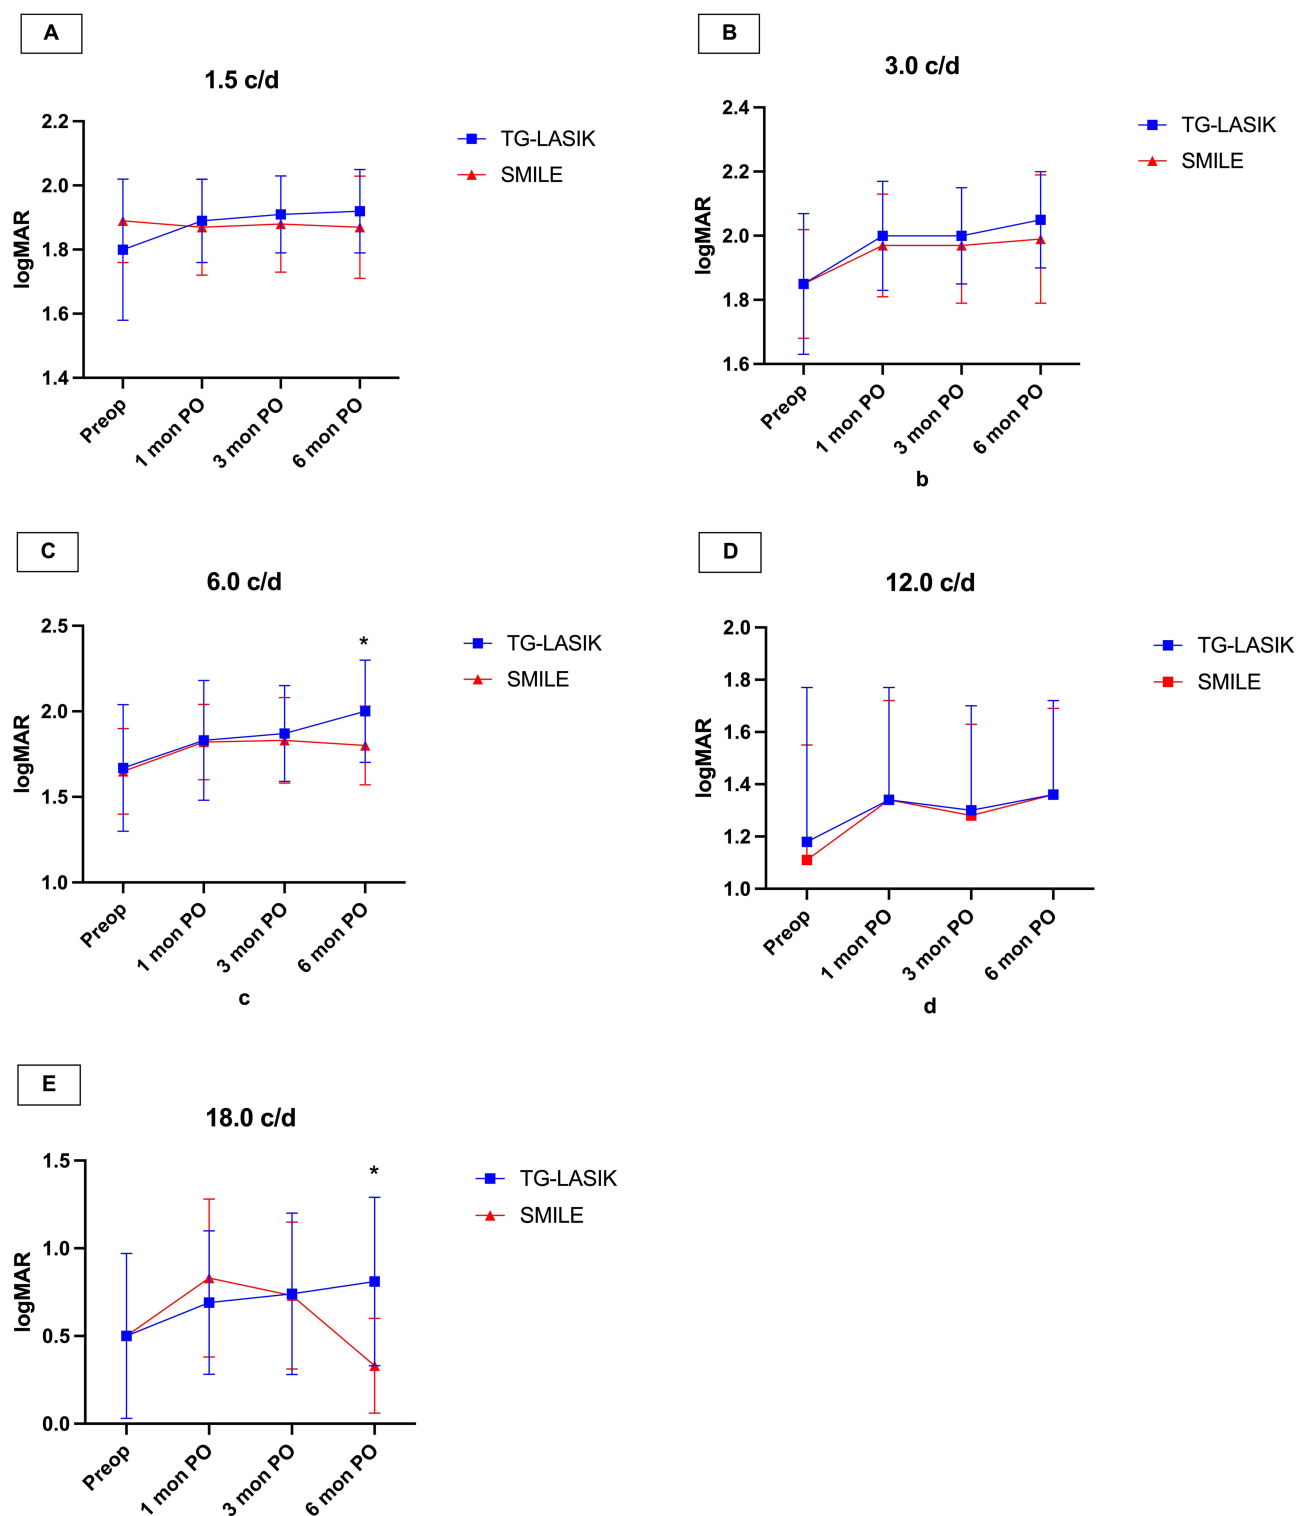 A
1.5 c/d
2.2
2.0
1.8
1.6
1.4
logMAR
Preop
1 mon PO
3 mon PO
6 mon PO
TG-LASIK
SMILE
B
3.0 c/d
2.4
2.2
2.0
1.8
1.6
logMAR
Preop
1 mon PO
3 mon PO
6 mon PO
b
TG-LASIK
SMILE
C
6.0 c/d
2.5
2.0
1.5
1.0
logMAR
*
Preop
1 mon PO
3 mon PO
6 mon PO
c
TG-LASIK
SMILE
D
12.0 c/d
2.0
1.8
1.6
1.4
1.2
1.0
logMAR
Preop
1 mon PO
3 mon PO
6 mon PO
d
TG-LASIK
SMILE
E
18.0 c/d
1.5
1.0
0.5
0.0
logMAR
*
Preop
1 mon PO
3 mon PO
6 mon PO
TG-LASIK
SMILE